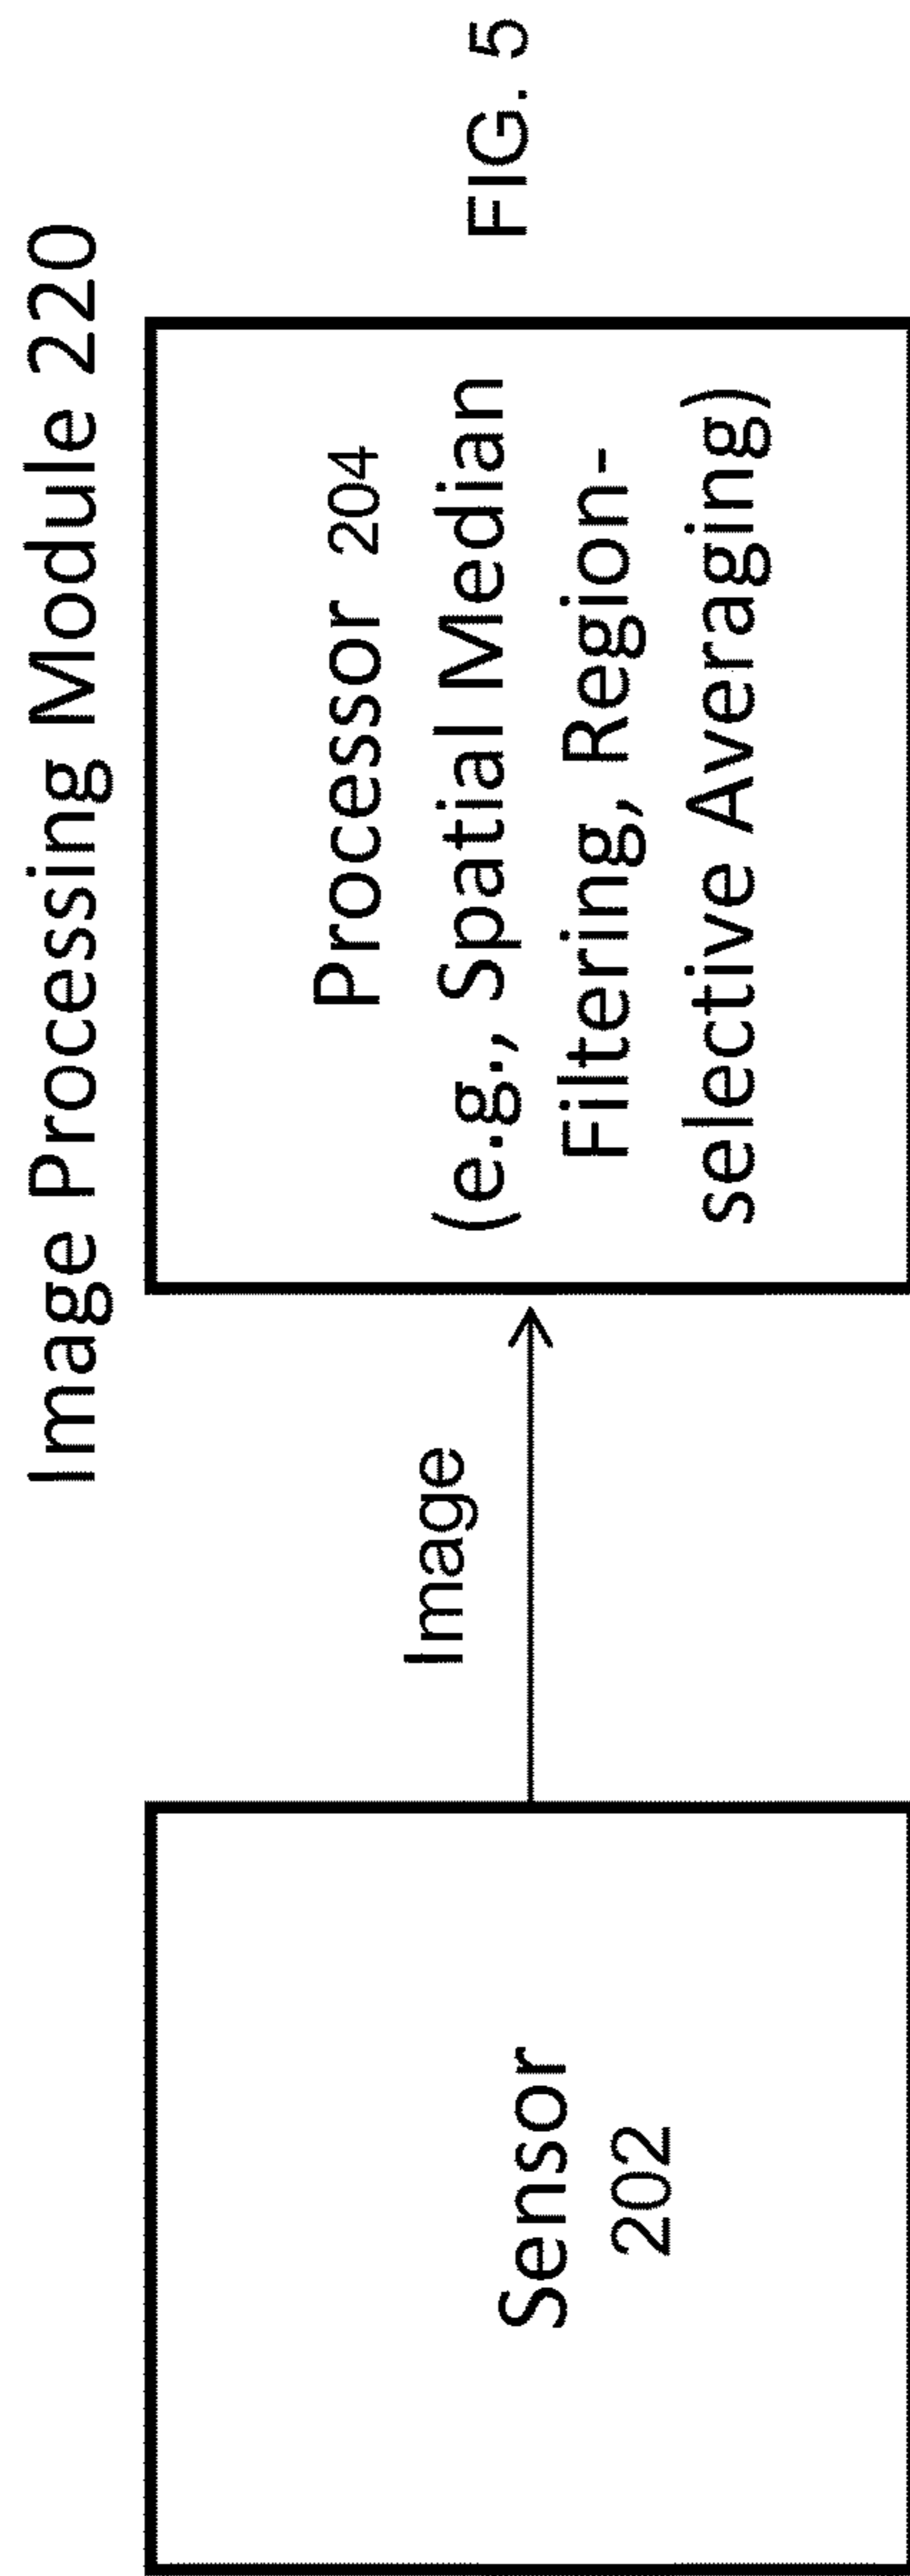 Image Processing Module 220
Sensor
202
Image
Processor 204
(e.g., Spatial Median
Filtering, Region-
selective Averaging)
FIG. 5